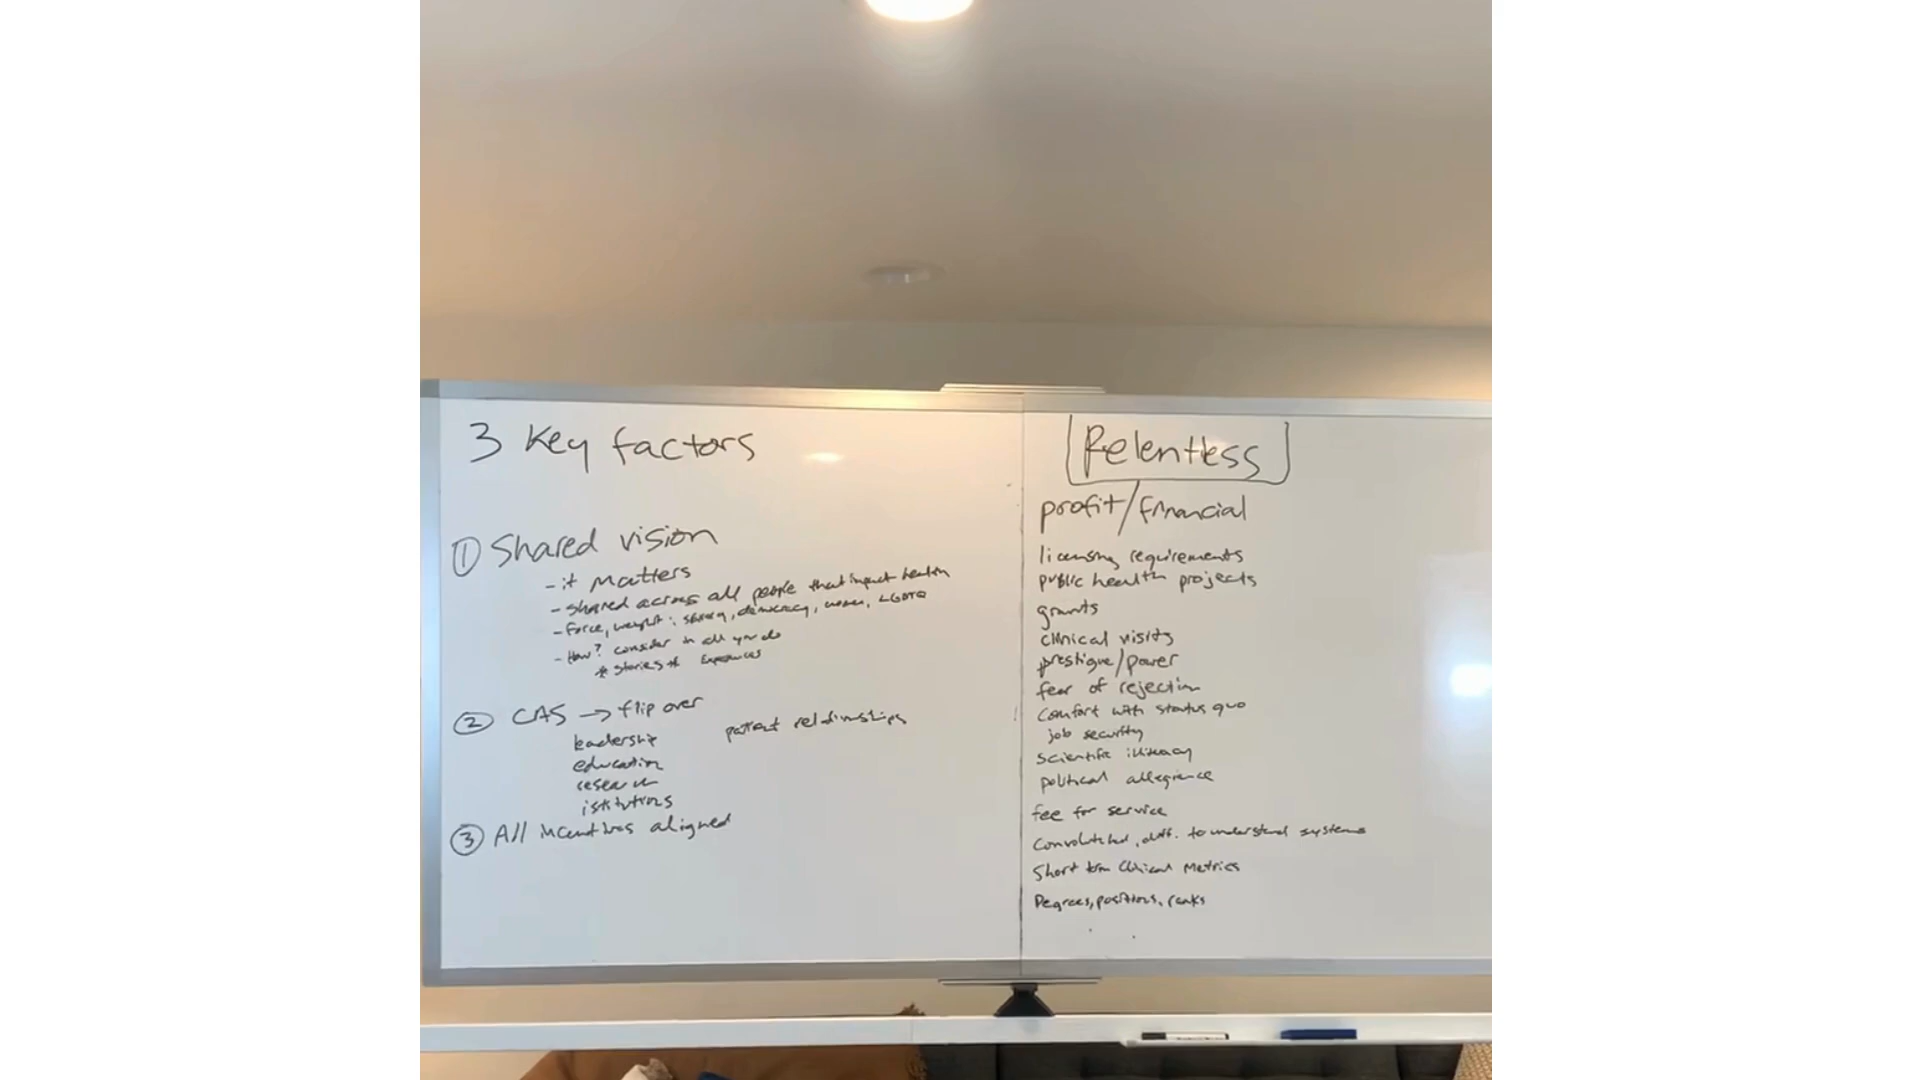 3 Key factors
① Shared vision
- it matters
- shared across all people that impact health
- Force, weight: slavery, democracy, women, LGBTQ
- How? consider in all you do
* stories * Experiences
② CAS → flip over
leadership
patient relationships
education
research
istitutions
③ All incentives aligned
Relentless
profit/financial
licensing requirements
public health projects
grants
clinical visits
prestigue/power
fear of rejection
Comfort with status quo
job security
scientific illiteracy
political allegience
fee for service
Convoluted, diff. to understand systems
Short term Clinical Metrics
Degrees, positions, ranks